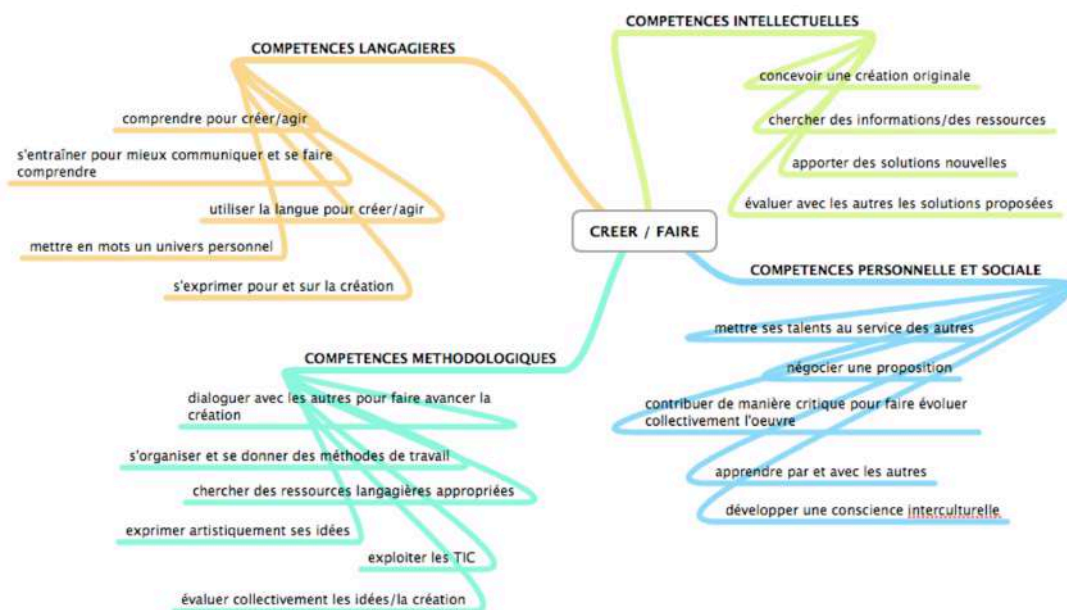 COMPETENCES INTELLECTUELLES
concevoir une création originale
chercher des informations/des ressources
apporter des solutions nouvelles
évaluer avec les autres les solutions proposées
COMPETENCES LANGAGIERES
comprendre pour créer/agir
s'entraîner pour mieux communiquer et se faire
comprendre
utiliser la langue pour créer/agir
mettre en mots un univers personnel
s'exprimer pour et sur la création
CREER / FAIRE
COMPETENCES PERSONNELLE ET SOCIALE
mettre ses talents au service des autres
négocier une proposition
contribuer de manière critique pour faire évoluer
collectivement l'oeuvre
apprendre par et avec les autres
développer une conscience interculturelle
COMPETENCES METHODOLOGIQUES
dialoguer avec les autres pour faire avancer la
création
s'organiser et se donner des méthodes de travail
chercher des ressources langagières appropriées
exprimer artistiquement ses idées
exploiter les TIC
évaluer collectivement les idées/la création